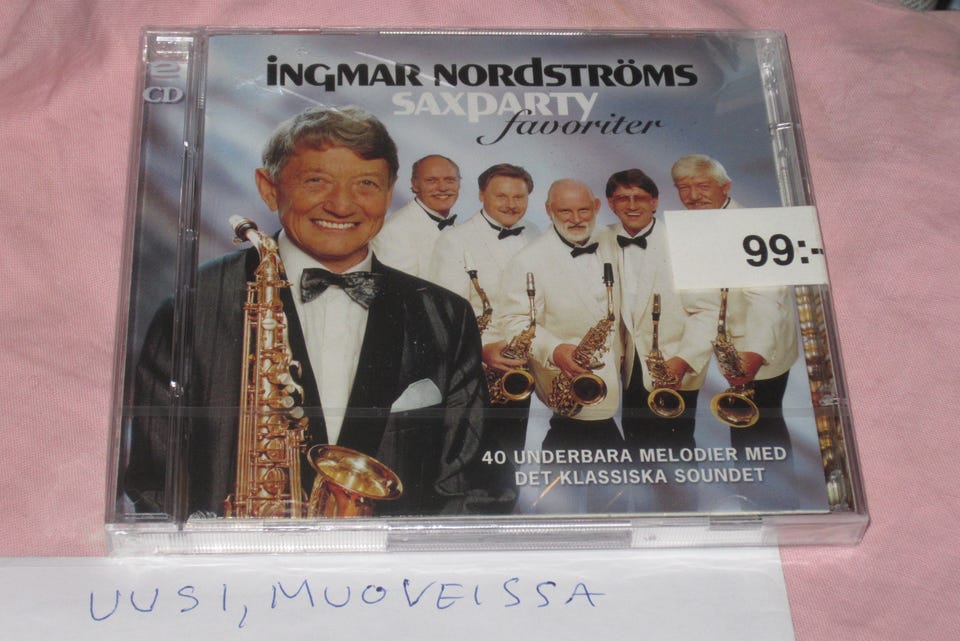 2
CD
iNGMAR NORdSTRÖMS
SAXPARTY
favoriter
99:-
40 UNDERBARA MELODIER MED
DET KLASSISKA SOUNDET
UUSI, MUOVEISSA